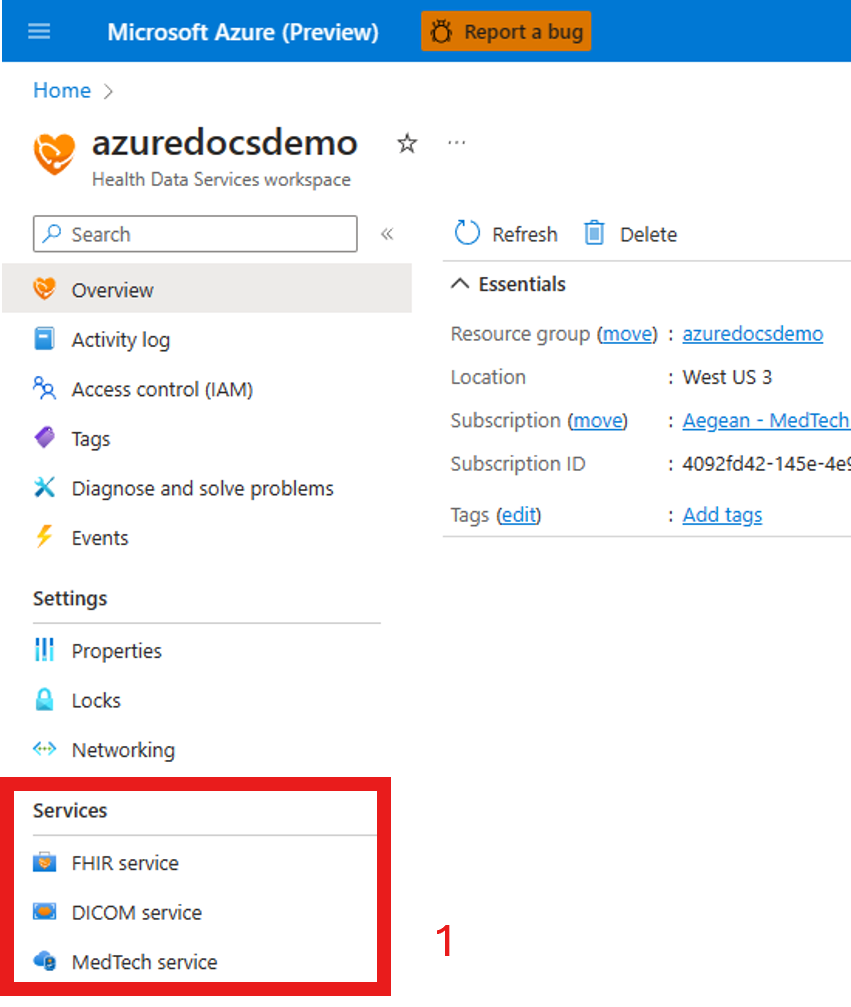 Microsoft Azure (Preview)
Report a bug
Home
azuredocsdemo
Health Data Services workspace
Search
Overview
Activity log
Access control (IAM)
Tags
Diagnose and solve problems
Events
Settings
Properties
Locks
Networking
Services
FHIR service
DICOM service
MedTech service
Refresh
Delete
Essentials
Resource group (move) : azuredocsdemo
Location : West US 3
Subscription (move) : Aegean - MedTech
Subscription ID : 4092fd42-145e-4e9
Tags (edit) : Add tags
1